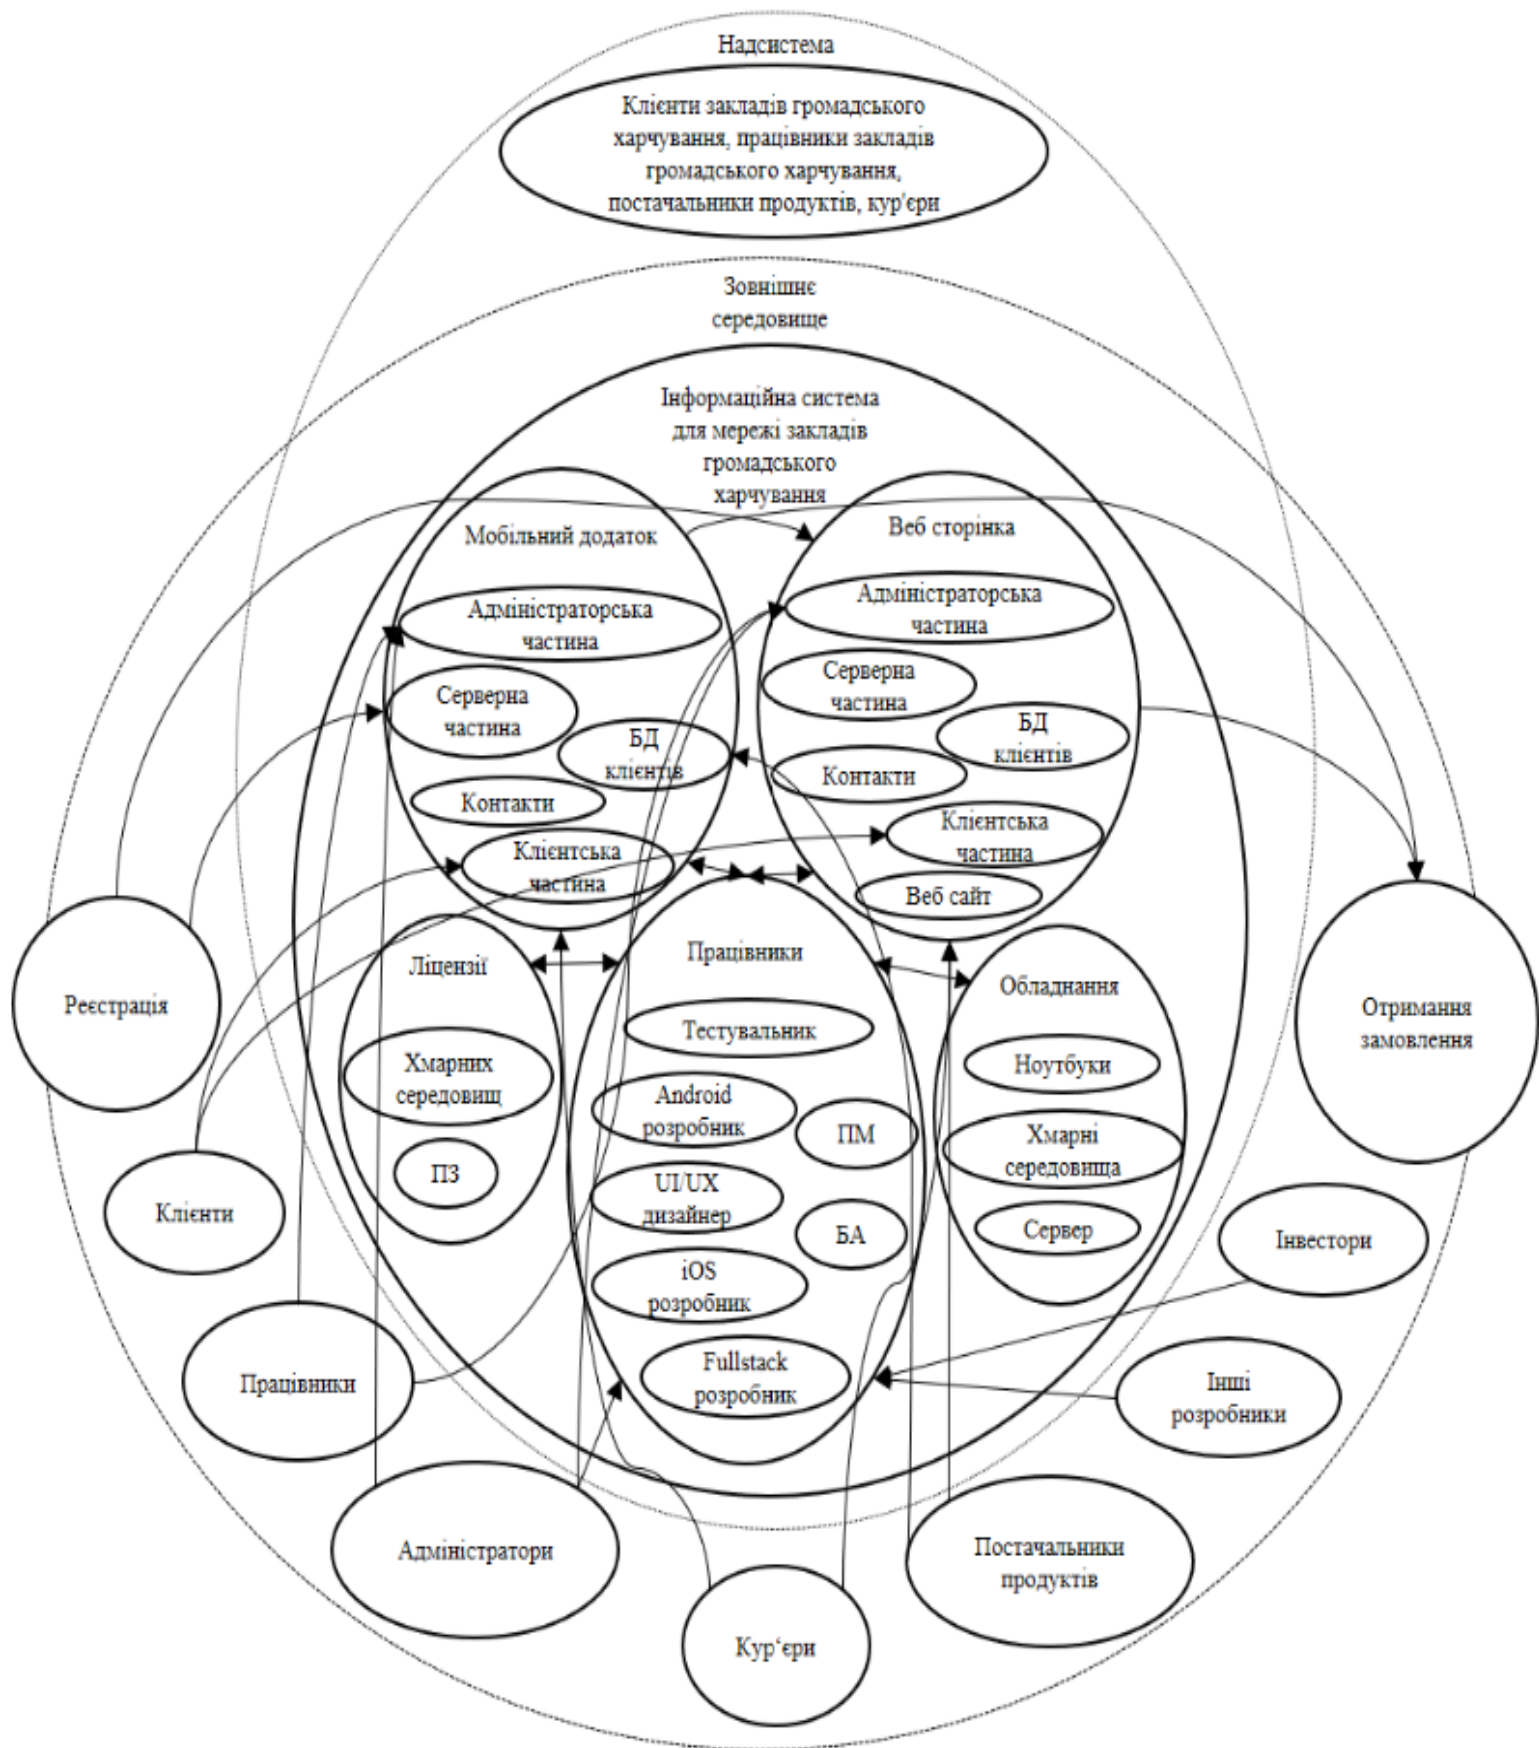 Надсистема
Клієнти закладів громадського
харчування, працівники закладів
громадського харчування,
постачальники продуктів, кур'єри
Зовнішнє
середовище
Інформаційна система
для мережі закладів
громадського
харчування
Мобільний додаток
Адміністраторська
частина
Серверна
частина
БД
клієнтів
Контакти
Клієнтська
частина
Веб сторінка
Адміністраторська
частина
Серверна
частина
БД
клієнтів
Контакти
Клієнтська
частина
Веб сайт
Ліцензії
Хмарних
середовищ
ПЗ
Працівники
Тестувальник
Android
розробник
ПМ
UI/UX
дизайнер
БА
iOS
розробник
Fullstack
розробник
Обладнання
Ноутбуки
Хмарні
середовища
Сервер
Реєстрація
Отримання
замовлення
Клієнти
Інвестори
Працівники
Інші
розробники
Адміністратори
Постачальники
продуктів
Кур‘єри